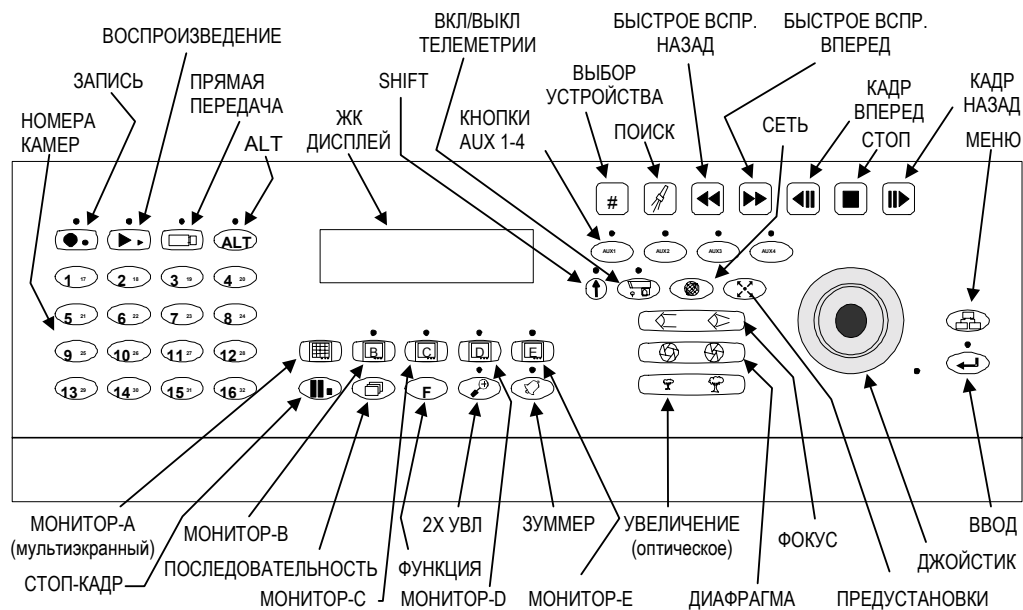 ВОСПРОИЗВЕДЕНИЕ
ЗАПИСЬ
ПРЯМАЯ
ПЕРЕДАЧА
НОМЕРА
КАМЕР
ALT
ЖК
ДИСПЛЕЙ
SHIFT
ВКЛ/ВЫКЛ
ТЕЛЕМЕТРИИ
КНОПКИ
AUX 1-4
ВЫБОР
УСТРОЙСТВА
ПОИСК
БЫСТРОЕ ВСПР.
НАЗАД
БЫСТРОЕ ВСПР.
ВПЕРЕД
СЕТЬ
КАДР
ВПЕРЕД
СТОП
КАДР
НАЗАД
МЕНЮ
#
ALT
AUX1 AUX2 AUX3 AUX4
1 17 2 18 3 19 4 20
5 21 6 22 7 23 8 24
9 25 10 26 11 27 12 28
13 29 14 30 15 31 16 32
B C D E
F
МОНИТОР-А
(мультиэкранный)
СТОП-КАДР
МОНИТОР-B
ПОСЛЕДОВАТЕЛЬНОСТЬ
МОНИТОР-C
ФУНКЦИЯ
2X УВЛ
МОНИТОР-D
ЗУММЕР
МОНИТОР-E
УВЕЛИЧЕНИЕ
(оптическое)
ДИАФРАГМА
ФОКУС
ПРЕДУСТАНОВКИ
ДЖОЙСТИК
ВВОД